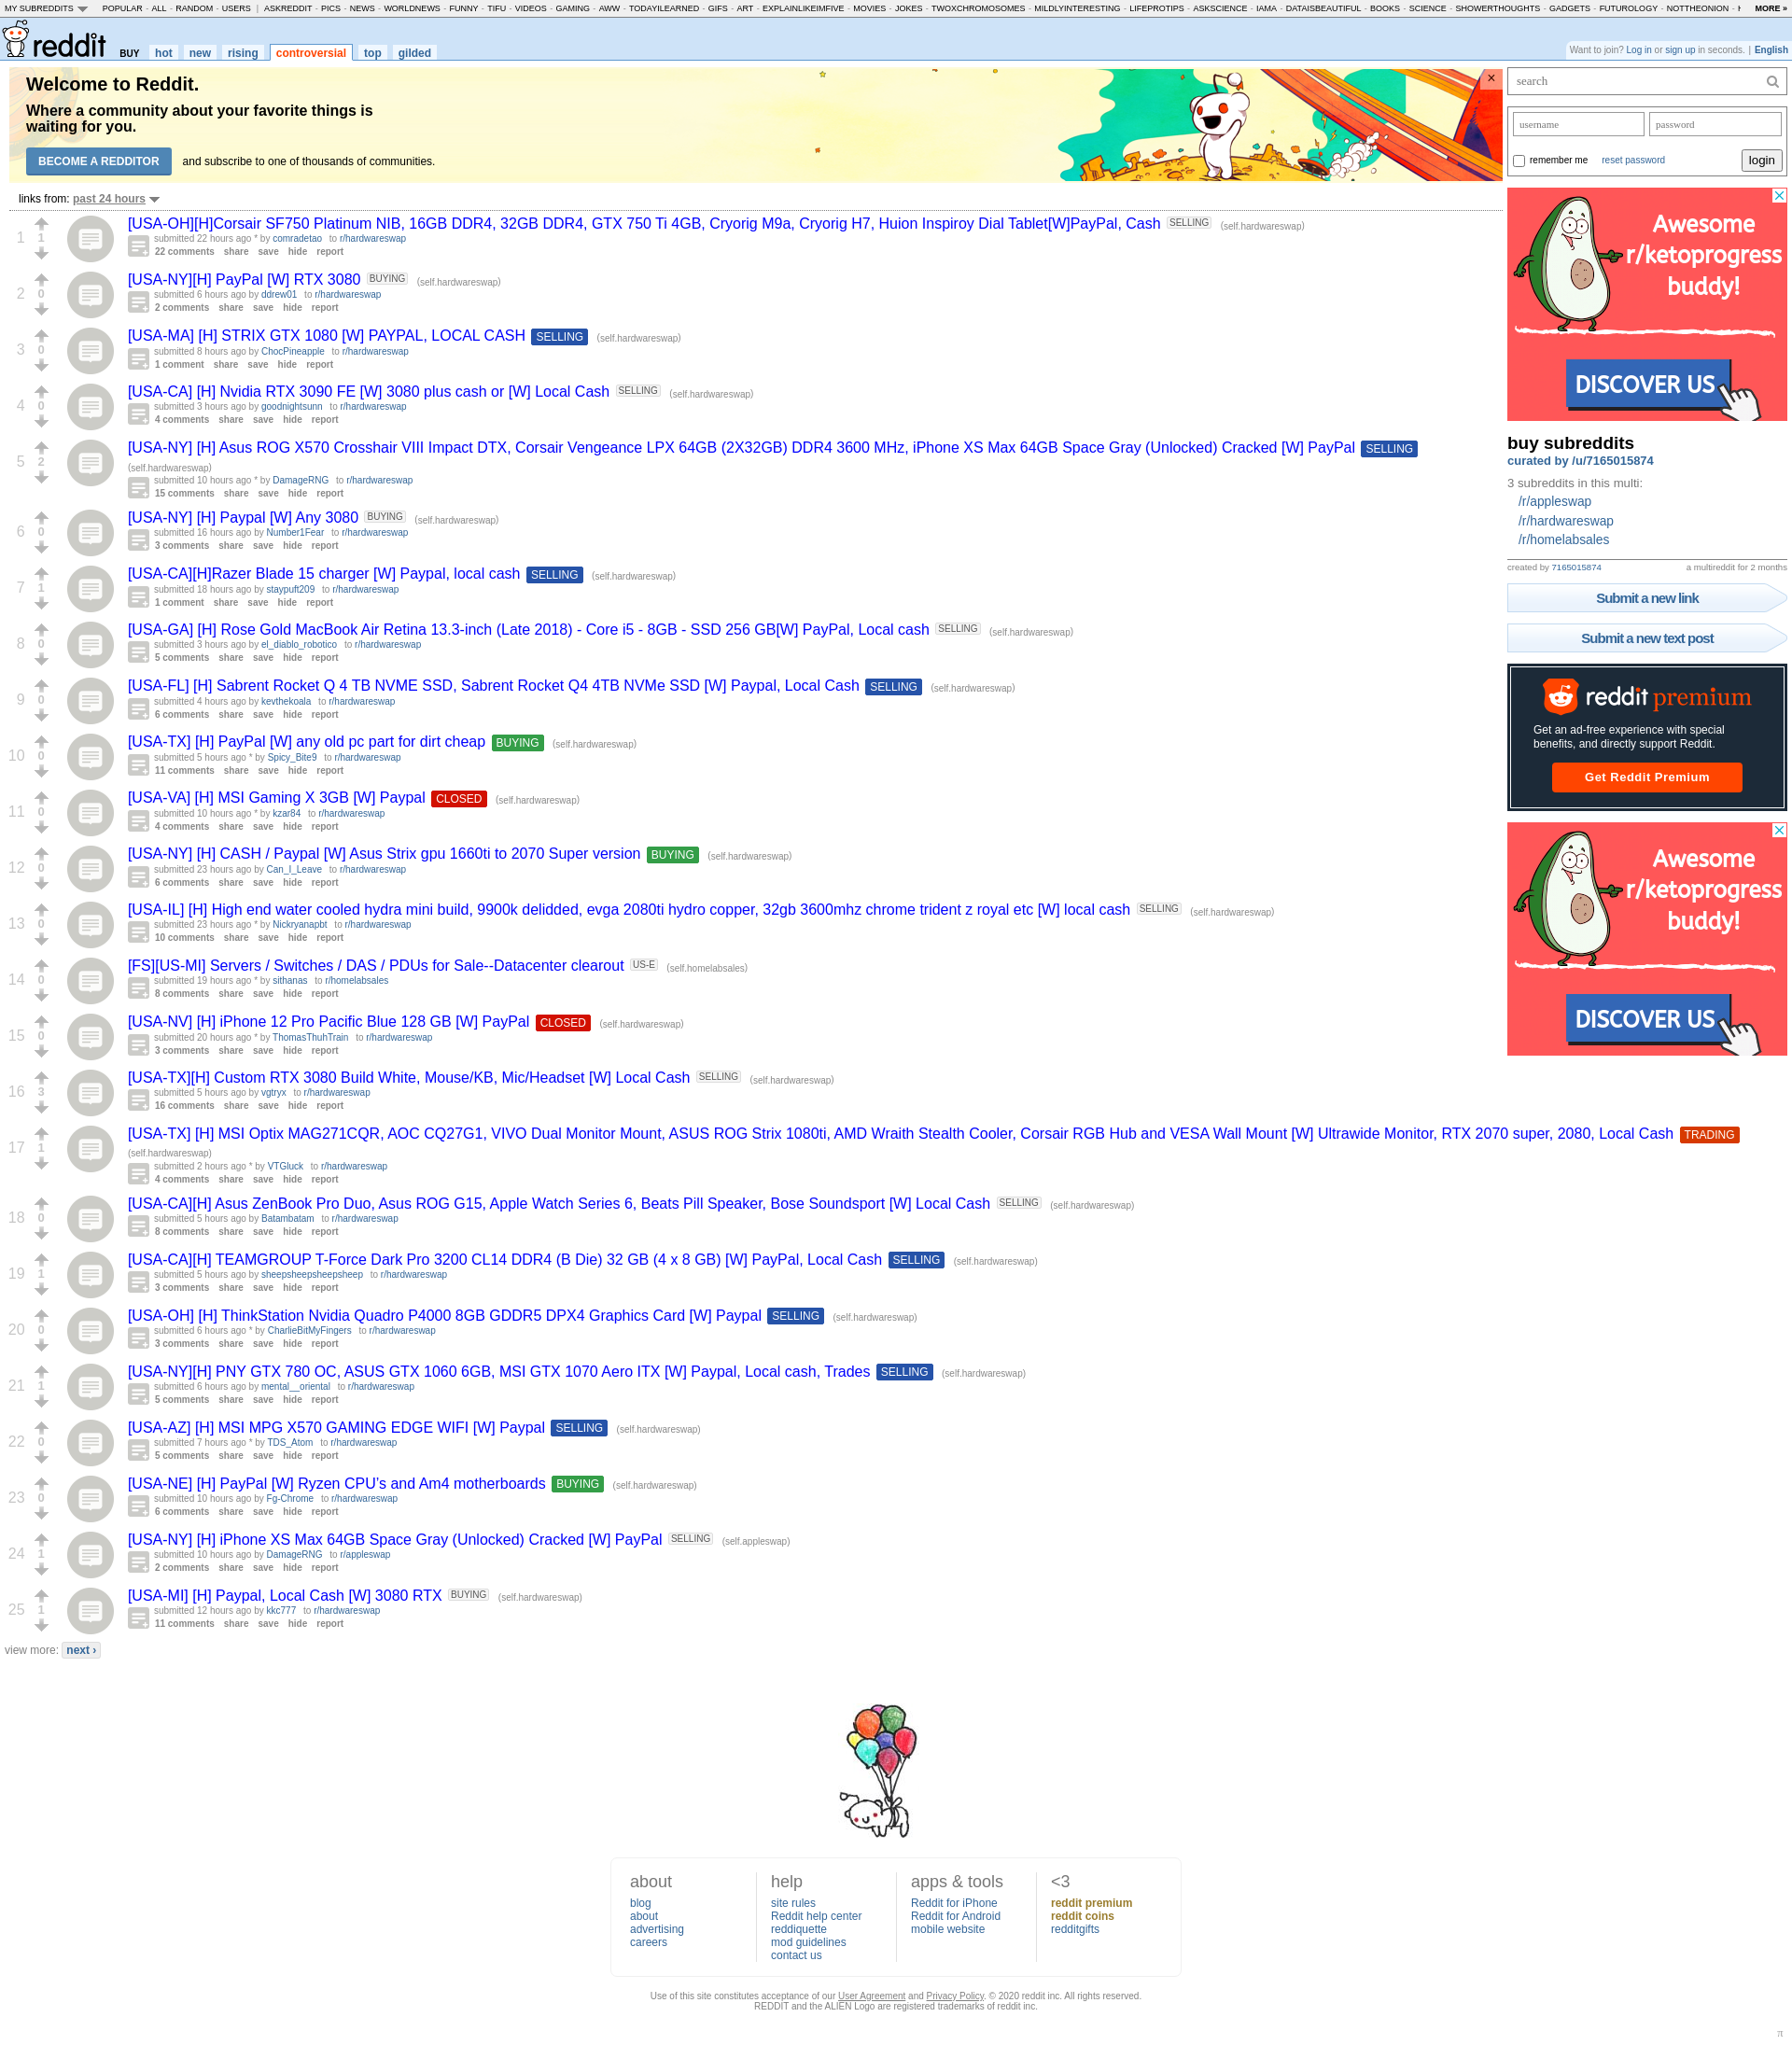 MY SUBREDDITS POPULAR - ALL - RANDOM - USERS | ASKREDDIT - PICS - NEWS - WORLDNEWS - FUNNY - TIFU - VIDEOS - GAMING - AWW - TODAYILEARNED - GIFS - ART - EXPLAINLIKEIMFIVE - MOVIES - JOKES - TWOXCHROMOSOMES - MILDLYINTERESTING - LIFEPROTIPS - ASKSCIENCE - IAMA - DATAISBEAUTIFUL - BOOKS - SCIENCE - SHOWERTHOUGHTS - GADGETS - FUTUROLOGY - NOTTHEONION - MORE »
reddit BUY hot new rising controversial top gilded
Want to join? Log in or sign up in seconds. | English
Welcome to Reddit.
Where a community about your favorite things is
waiting for you.
BECOME A REDDITOR and subscribe to one of thousands of communities.
×
links from: past 24 hours
1 1 [USA-OH][H]Corsair SF750 Platinum NIB, 16GB DDR4, 32GB DDR4, GTX 750 Ti 4GB, Cryorig M9a, Cryorig H7, Huion Inspiroy Dial Tablet[W]PayPal, Cash SELLING (self.hardwareswap)
submitted 22 hours ago * by comradetao to r/hardwareswap
22 comments share save hide report
2 0 [USA-NY][H] PayPal [W] RTX 3080 BUYING (self.hardwareswap)
submitted 6 hours ago by ddrew01 to r/hardwareswap
2 comments share save hide report
3 0 [USA-MA] [H] STRIX GTX 1080 [W] PAYPAL, LOCAL CASH SELLING (self.hardwareswap)
submitted 8 hours ago by ChocPineapple to r/hardwareswap
1 comment share save hide report
4 0 [USA-CA] [H] Nvidia RTX 3090 FE [W] 3080 plus cash or [W] Local Cash SELLING (self.hardwareswap)
submitted 3 hours ago by goodnightsunn to r/hardwareswap
4 comments share save hide report
5 2 [USA-NY] [H] Asus ROG X570 Crosshair VIII Impact DTX, Corsair Vengeance LPX 64GB (2X32GB) DDR4 3600 MHz, iPhone XS Max 64GB Space Gray (Unlocked) Cracked [W] PayPal SELLING
(self.hardwareswap)
submitted 10 hours ago * by DamageRNG to r/hardwareswap
15 comments share save hide report
6 0 [USA-NY] [H] Paypal [W] Any 3080 BUYING (self.hardwareswap)
submitted 16 hours ago by Number1Fear to r/hardwareswap
3 comments share save hide report
7 1 [USA-CA][H]Razer Blade 15 charger [W] Paypal, local cash SELLING (self.hardwareswap)
submitted 18 hours ago by staypuft209 to r/hardwareswap
1 comment share save hide report
8 0 [USA-GA] [H] Rose Gold MacBook Air Retina 13.3-inch (Late 2018) - Core i5 - 8GB - SSD 256 GB[W] PayPal, Local cash SELLING (self.hardwareswap)
submitted 3 hours ago by el_diablo_robotico to r/hardwareswap
5 comments share save hide report
9 0 [USA-FL] [H] Sabrent Rocket Q 4 TB NVME SSD, Sabrent Rocket Q4 4TB NVMe SSD [W] Paypal, Local Cash SELLING (self.hardwareswap)
submitted 4 hours ago by kevthekoala to r/hardwareswap
6 comments share save hide report
10 0 [USA-TX] [H] PayPal [W] any old pc part for dirt cheap BUYING (self.hardwareswap)
submitted 5 hours ago * by Spicy_Bite9 to r/hardwareswap
11 comments share save hide report
11 0 [USA-VA] [H] MSI Gaming X 3GB [W] Paypal CLOSED (self.hardwareswap)
submitted 10 hours ago * by kzar84 to r/hardwareswap
4 comments share save hide report
12 0 [USA-NY] [H] CASH / Paypal [W] Asus Strix gpu 1660ti to 2070 Super version BUYING (self.hardwareswap)
submitted 23 hours ago by Can_I_Leave to r/hardwareswap
6 comments share save hide report
13 0 [USA-IL] [H] High end water cooled hydra mini build, 9900k delidded, evga 2080ti hydro copper, 32gb 3600mhz chrome trident z royal etc [W] local cash SELLING (self.hardwareswap)
submitted 23 hours ago * by Nickryanapbt to r/hardwareswap
10 comments share save hide report
14 0 [FS][US-MI] Servers / Switches / DAS / PDUs for Sale--Datacenter clearout US-E (self.homelabsales)
submitted 19 hours ago * by sithanas to r/homelabsales
8 comments share save hide report
15 0 [USA-NV] [H] iPhone 12 Pro Pacific Blue 128 GB [W] PayPal CLOSED (self.hardwareswap)
submitted 20 hours ago * by ThomasThuhTrain to r/hardwareswap
3 comments share save hide report
16 3 [USA-TX][H] Custom RTX 3080 Build White, Mouse/KB, Mic/Headset [W] Local Cash SELLING (self.hardwareswap)
submitted 5 hours ago by vgtryx to r/hardwareswap
16 comments share save hide report
17 1 [USA-TX] [H] MSI Optix MAG271CQR, AOC CQ27G1, VIVO Dual Monitor Mount, ASUS ROG Strix 1080ti, AMD Wraith Stealth Cooler, Corsair RGB Hub and VESA Wall Mount [W] Ultrawide Monitor, RTX 2070 super, 2080, Local Cash TRADING
(self.hardwareswap)
submitted 2 hours ago * by VTGluck to r/hardwareswap
4 comments share save hide report
18 0 [USA-CA][H] Asus ZenBook Pro Duo, Asus ROG G15, Apple Watch Series 6, Beats Pill Speaker, Bose Soundsport [W] Local Cash SELLING (self.hardwareswap)
submitted 5 hours ago by Batambatam to r/hardwareswap
8 comments share save hide report
19 1 [USA-CA][H] TEAMGROUP T-Force Dark Pro 3200 CL14 DDR4 (B Die) 32 GB (4 x 8 GB) [W] PayPal, Local Cash SELLING (self.hardwareswap)
submitted 5 hours ago by sheepsheepsheepsheep to r/hardwareswap
3 comments share save hide report
20 0 [USA-OH] [H] ThinkStation Nvidia Quadro P4000 8GB GDDR5 DPX4 Graphics Card [W] Paypal SELLING (self.hardwareswap)
submitted 6 hours ago * by CharlieBitMyFingers to r/hardwareswap
3 comments share save hide report
21 1 [USA-NY][H] PNY GTX 780 OC, ASUS GTX 1060 6GB, MSI GTX 1070 Aero ITX [W] Paypal, Local cash, Trades SELLING (self.hardwareswap)
submitted 6 hours ago by mental__oriental to r/hardwareswap
5 comments share save hide report
22 0 [USA-AZ] [H] MSI MPG X570 GAMING EDGE WIFI [W] Paypal SELLING (self.hardwareswap)
submitted 7 hours ago * by TDS_Atom to r/hardwareswap
5 comments share save hide report
23 0 [USA-NE] [H] PayPal [W] Ryzen CPU's and Am4 motherboards BUYING (self.hardwareswap)
submitted 10 hours ago by Fg-Chrome to r/hardwareswap
6 comments share save hide report
24 1 [USA-NY] [H] iPhone XS Max 64GB Space Gray (Unlocked) Cracked [W] PayPal SELLING (self.appleswap)
submitted 10 hours ago by DamageRNG to r/appleswap
2 comments share save hide report
25 1 [USA-MI] [H] Paypal, Local Cash [W] 3080 RTX BUYING (self.hardwareswap)
submitted 12 hours ago by kkc777 to r/hardwareswap
11 comments share save hide report
view more: next ›
search
username password
remember me reset password login
Awesome
r/ketoprogress
buddy!
DISCOVER US
buy subreddits
curated by /u/7165015874
3 subreddits in this multi:
/r/appleswap
/r/hardwareswap
/r/homelabsales
created by 7165015874 a multireddit for 2 months
Submit a new link
Submit a new text post
reddit premium
Get an ad-free experience with special
benefits, and directly support Reddit.
Get Reddit Premium
Awesome
r/ketoprogress
buddy!
DISCOVER US
about
blog
about
advertising
careers
help
site rules
Reddit help center
reddiquette
mod guidelines
contact us
apps & tools
Reddit for iPhone
Reddit for Android
mobile website
<3
reddit premium
reddit coins
redditgifts
Use of this site constitutes acceptance of our User Agreement and Privacy Policy. © 2020 reddit inc. All rights reserved.
REDDIT and the ALIEN Logo are registered trademarks of reddit inc.
π